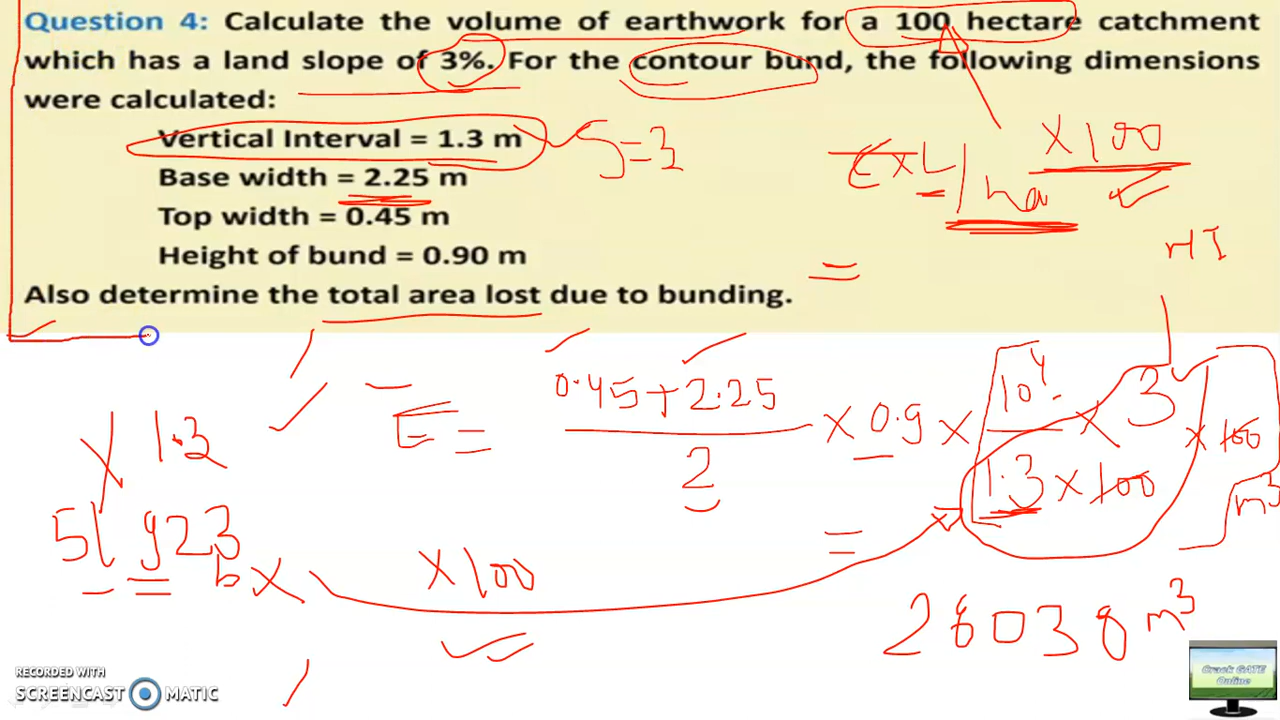 Question 4: Calculate the volume of earthwork for a 100 hectare catchment
which has a land slope of 3%. For the contour bund, the following dimensions
were calculated:
Vertical Interval = 1.3 m
S=3
Base width = 2.25 m
Top width = 0.45 m
Height of bund = 0.90 m
Also determine the total area lost due to bunding.
×100
×L/ha
=
E = 0.45+2.25
2
× 0.9 × 10⁴ × 3
1.3×100
× 100
m³
× 1.3
=
×100
28038 m³
RECORDED WITH
SCREENCAST MATIC
Crack GATE
Online